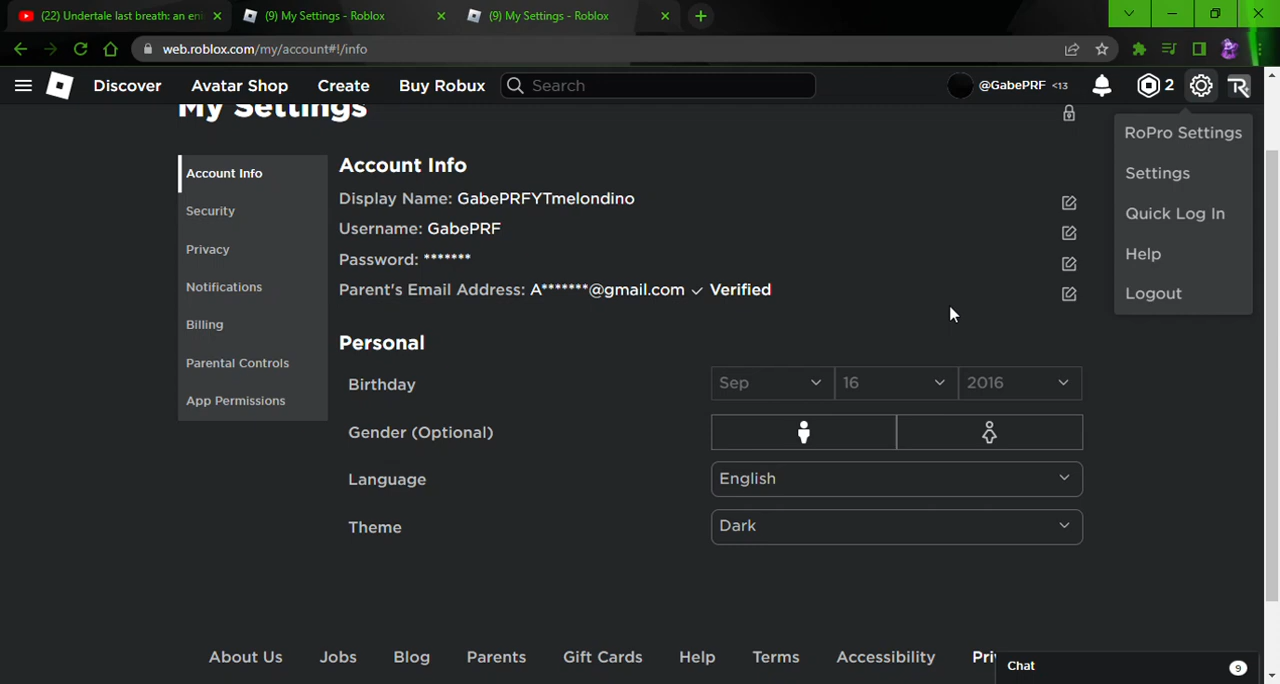 (22) Undertale last breath: an eni
(9) My Settings - Roblox
(9) My Settings - Roblox
web.roblox.com/my/account#!/info
Discover
Avatar Shop
Create
Buy Robux
Search
@GabePRF <13
2
My Settings
RoPro Settings
Settings
Quick Log In
Help
Logout
Account Info
Security
Privacy
Notifications
Billing
Parental Controls
App Permissions
Account Info
Display Name: GabePRFYTmelondino
Username: GabePRF
Password: *******
Parent's Email Address: A*******@gmail.com ✓ Verified
Personal
Birthday
Sep 16 2016
Gender (Optional)
Language
English
Theme
Dark
About Us
Jobs
Blog
Parents
Gift Cards
Help
Terms
Accessibility
Pri
Chat
9